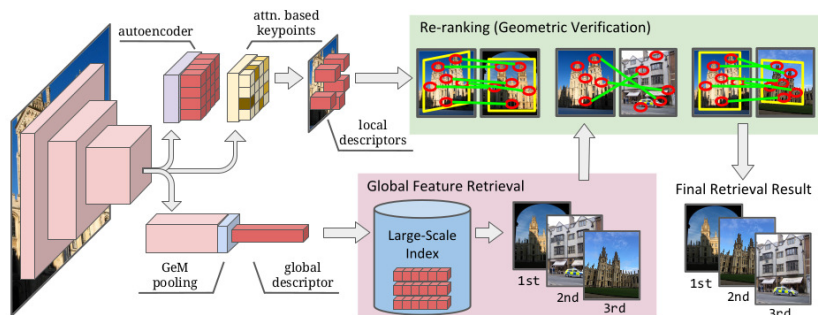 autoencoder
attn. based
keypoints
Re-ranking (Geometric Verification)
local
descriptors
Global Feature Retrieval
Large-Scale
Index
GeM
pooling
global
descriptor
1st
2nd
3rd
Final Retrieval Result
1st
2nd
3rd